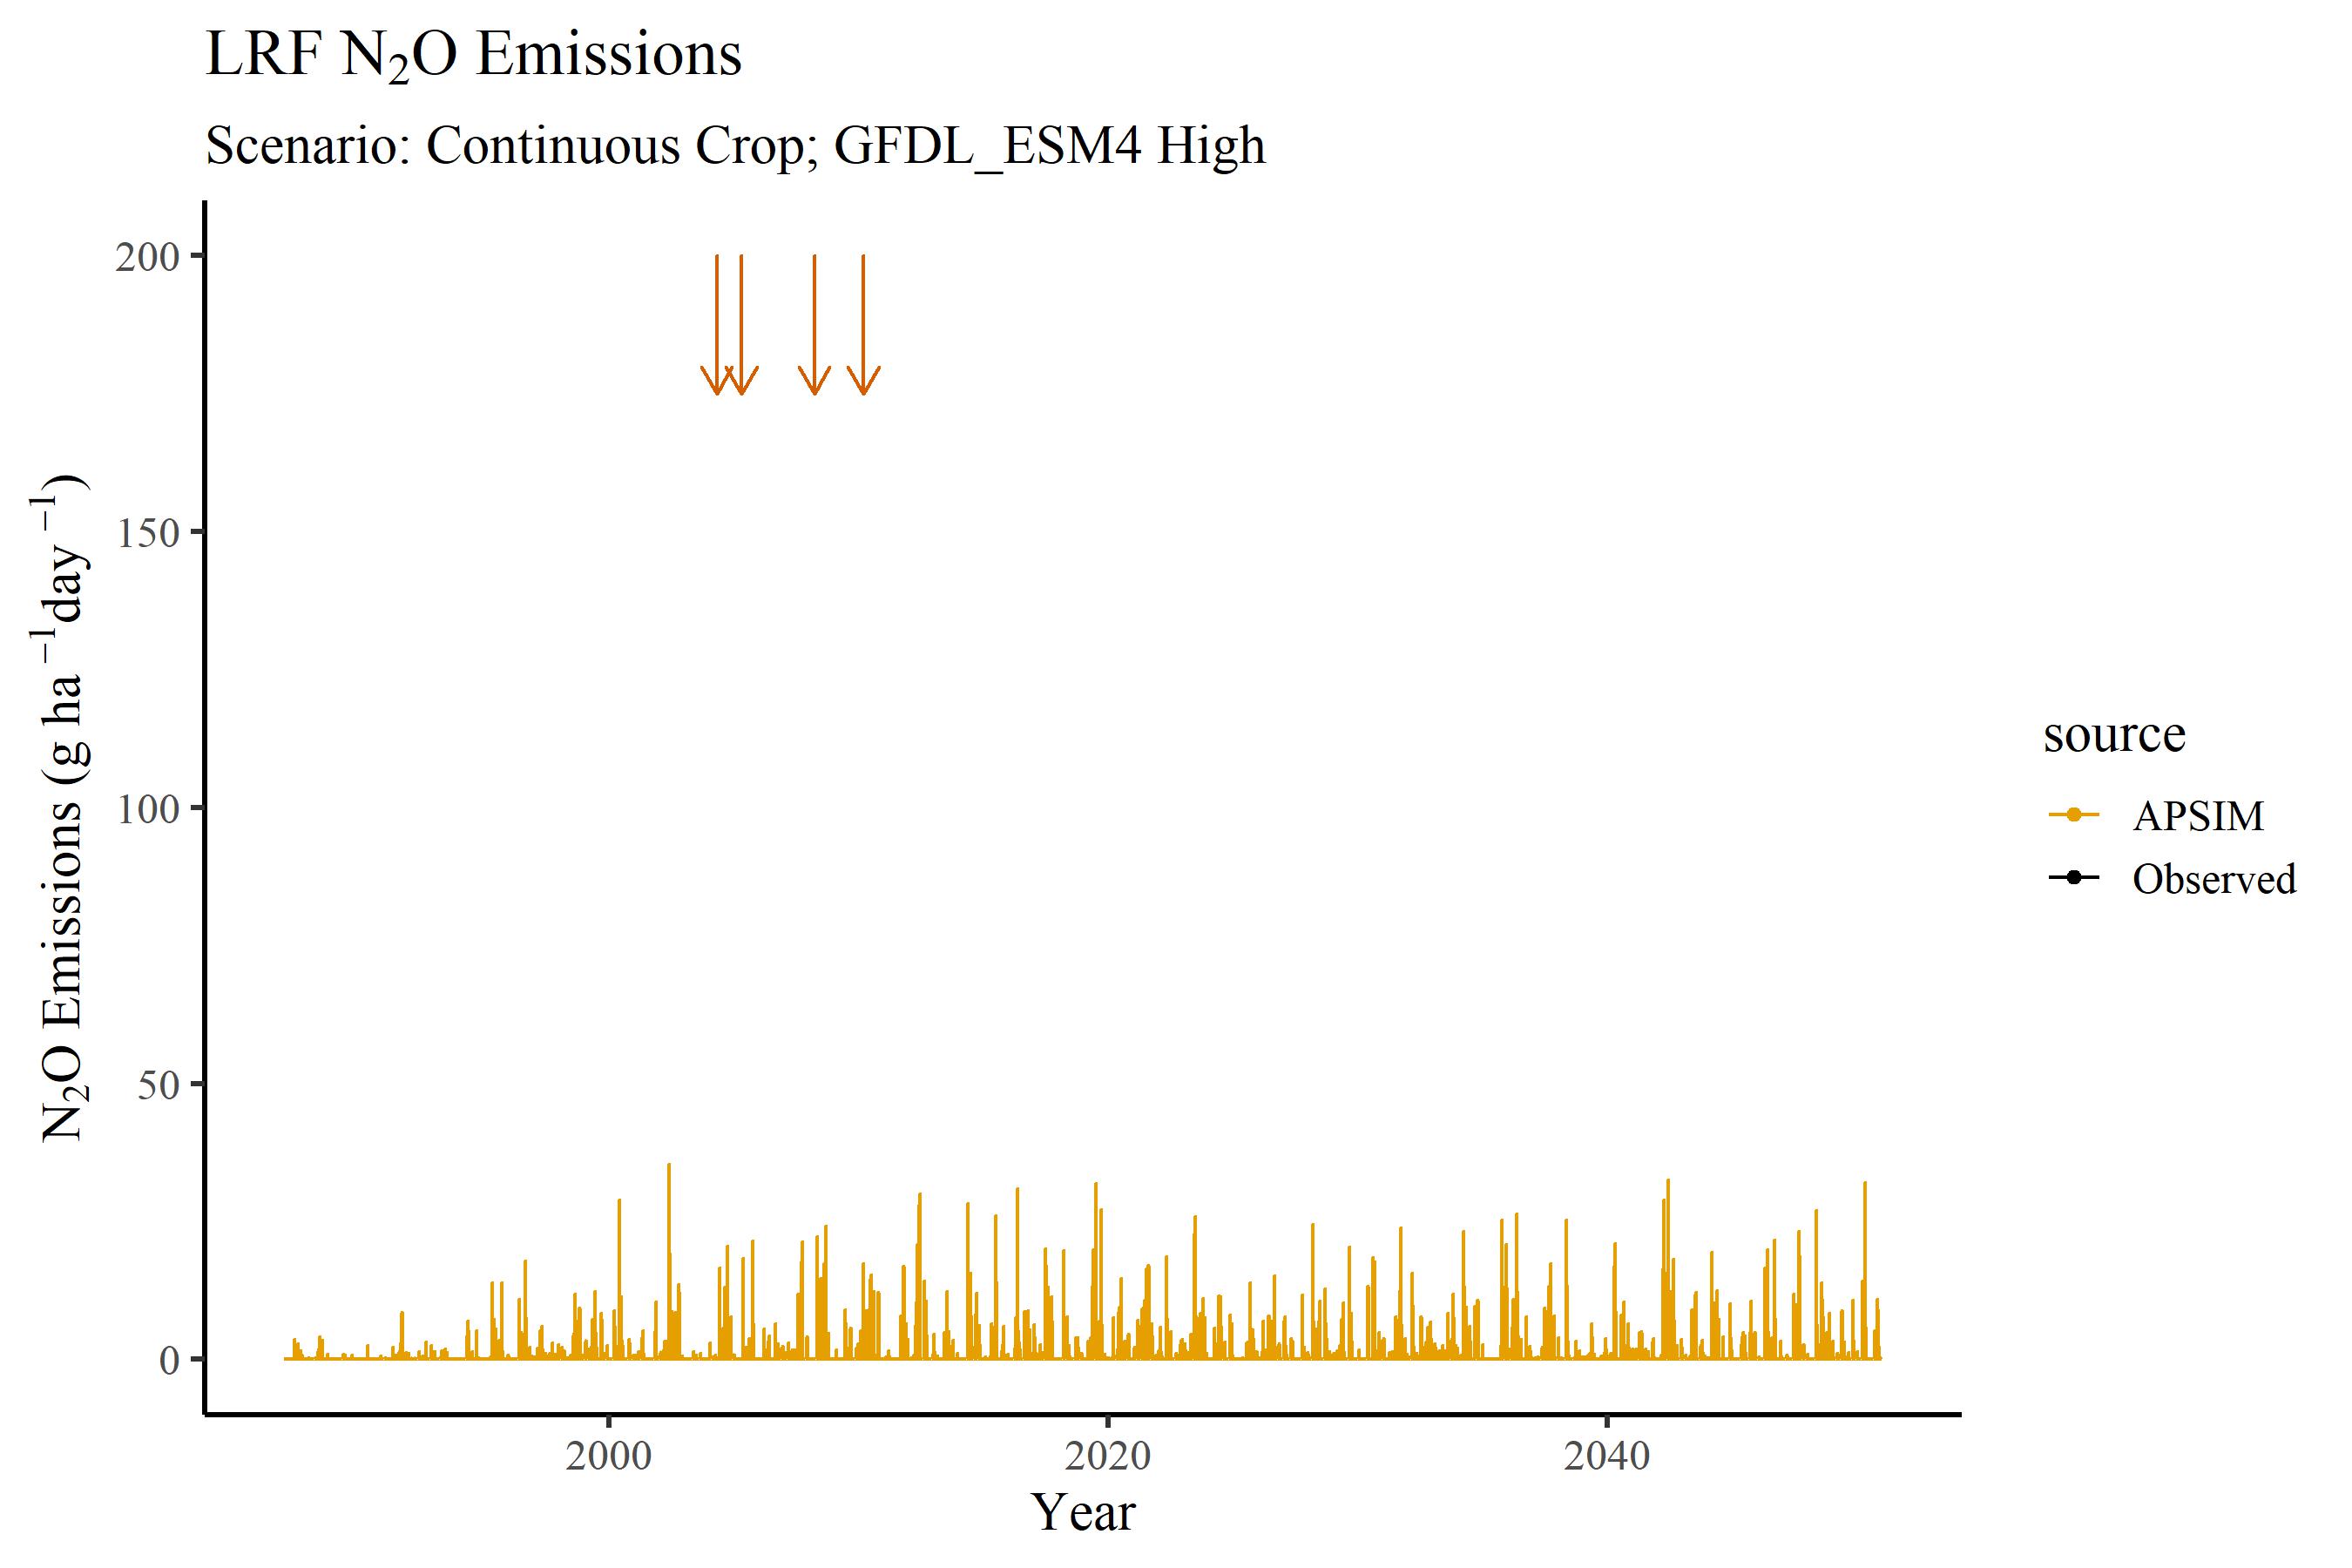 LRF N₂O Emissions
Scenario: Continuous Crop; GFDL_ESM4 High
N₂O Emissions (g ha ⁻¹day ⁻¹)
200
150
100
50
0
2000 2020 2040
Year
source
APSIM
Observed